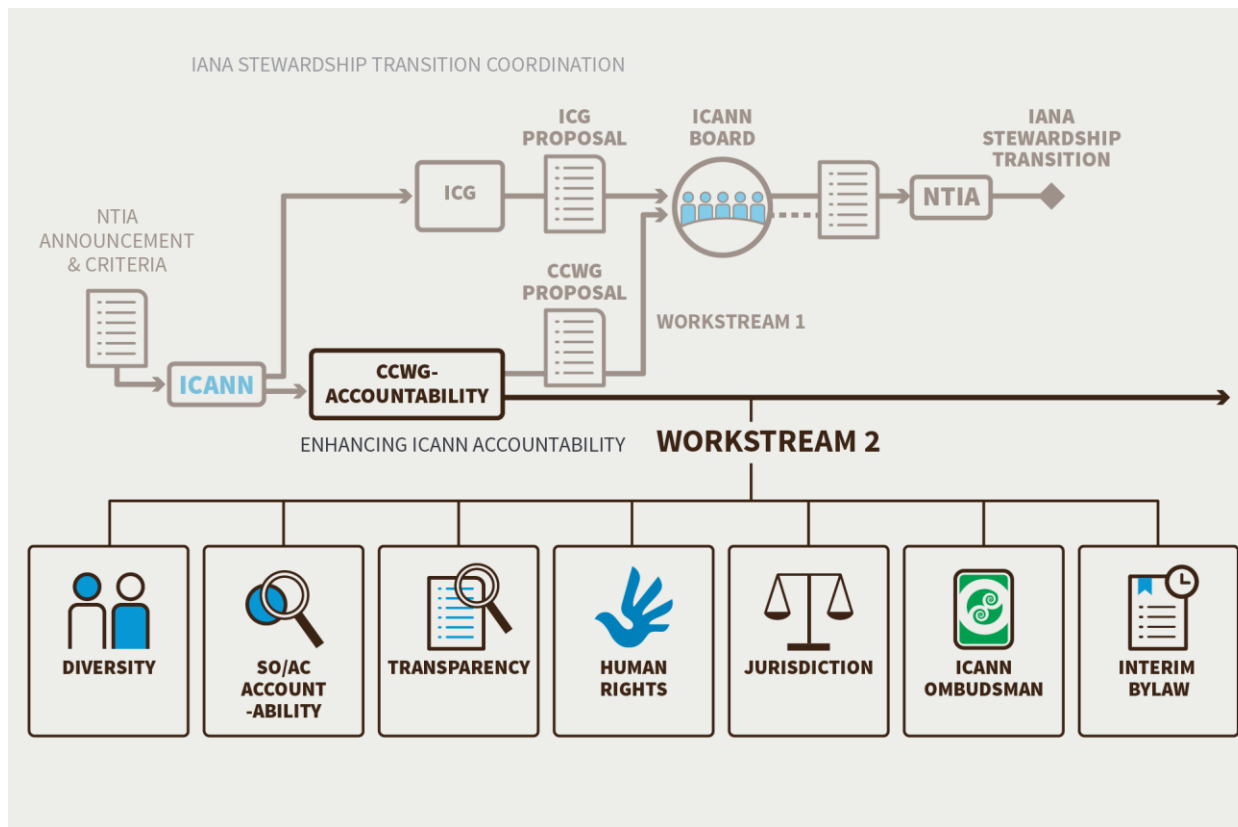 IANA STEWARDSHIP TRANSITION COORDINATION
ICG
PROPOSAL
ICANN
BOARD
IANA
STEWARDSHIP
TRANSITION
ICG
NTIA
NTIA
ANNOUNCEMENT
& CRITERIA
CCWG
PROPOSAL
WORKSTREAM 1
ICANN
CCWG-
ACCOUNTABILITY
ENHANCING ICANN ACCOUNTABILITY
WORKSTREAM 2
DIVERSITY
SO/AC
ACCOUNT
-ABILITY
TRANSPARENCY
HUMAN
RIGHTS
JURISDICTION
ICANN
OMBUDSMAN
INTERIM
BYLAW